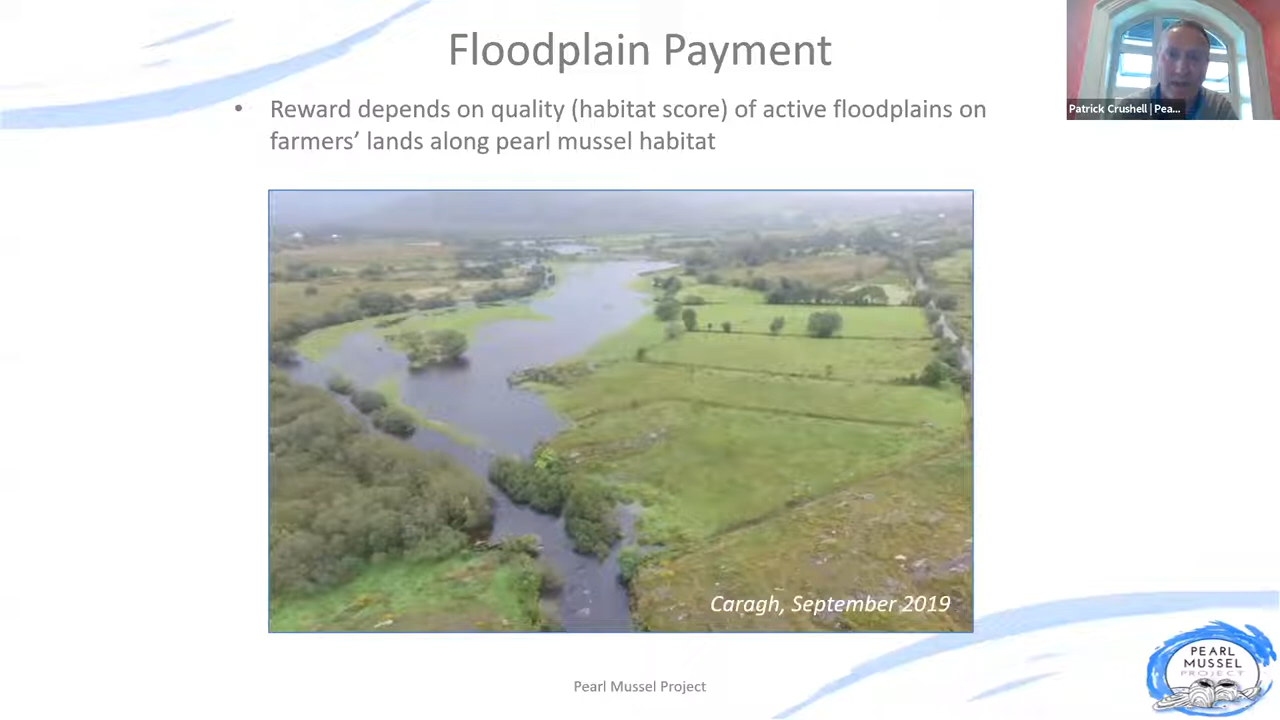 Floodplain Payment
• Reward depends on quality (habitat score) of active floodplains on
farmers’ lands along pearl mussel habitat
Patrick Crushell | Pea...
Caragh, September 2019
Pearl Mussel Project
PEARL
MUSSEL
PROJECT